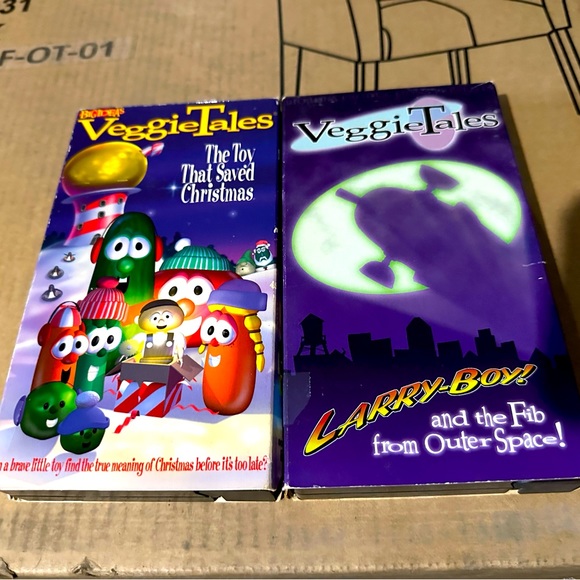 31
F-OT-01
BIG IDEA'S
VeggieTales
The Toy
That Saved
Christmas
a brave little toy find the true meaning of Christmas before it's too late?
VeggieTales
LARRY-BOY!
and the Fib
from Outer Space!